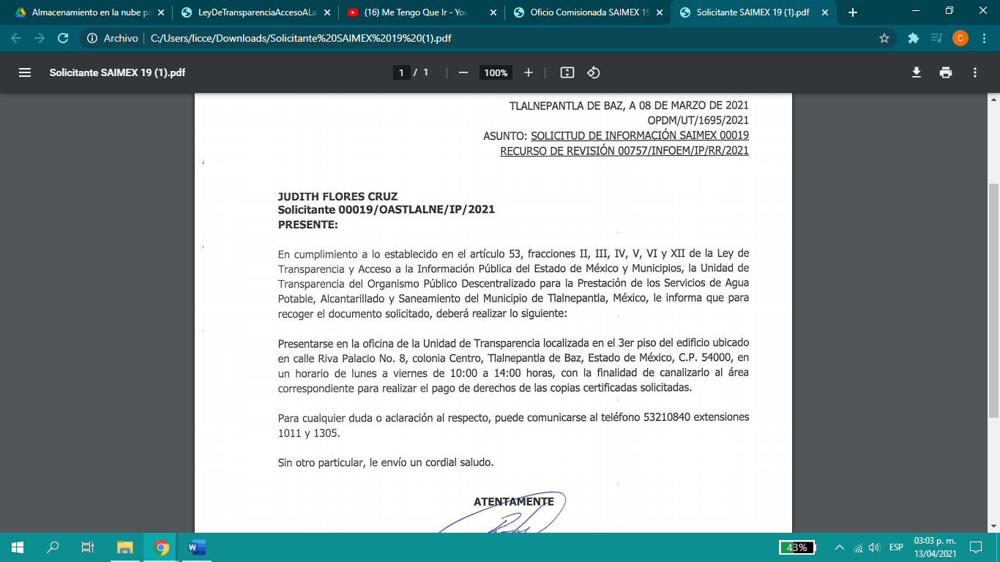 Almacenamiento en la nube pa
LeyDeTransparenciaAccesoALa
(16) Me Tengo Que Ir - You
Oficio Comisionada SAIMEX 19
Solicitante SAIMEX 19 (1).pdf
Archivo
C:/Users/licce/Downloads/Solicitante%20SAIMEX%2019%20(1).pdf
C
Solicitante SAIMEX 19 (1).pdf
1 / 1
100%
TLALNEPANTLA DE BAZ, A 08 DE MARZO DE 2021
OPDM/UT/1695/2021
ASUNTO: SOLICITUD DE INFORMACIÓN SAIMEX 00019
RECURSO DE REVISIÓN 00757/INFOEM/IP/RR/2021
JUDITH FLORES CRUZ
Solicitante 00019/OASTLALNE/IP/2021
PRESENTE:
En cumplimiento a lo establecido en el artículo 53, fracciones II, III, IV, V, VI y XII de la Ley de
Transparencia y Acceso a la Información Pública del Estado de México y Municipios, la Unidad de
Transparencia del Organismo Público Descentralizado para la Prestación de los Servicios de Agua
Potable, Alcantarillado y Saneamiento del Municipio de Tlalnepantla, México, le informa que para
recoger el documento solicitado, deberá realizar lo siguiente:
Presentarse en la oficina de la Unidad de Transparencia localizada en el 3er piso del edificio ubicado
en calle Riva Palacio No. 8, colonia Centro, Tlalnepantla de Baz, Estado de México, C.P. 54000, en
un horario de lunes a viernes de 10:00 a 14:00 horas, con la finalidad de canalizarlo al área
correspondiente para realizar el pago de derechos de las copias certificadas solicitadas.
Para cualquier duda o aclaración al respecto, puede comunicarse al teléfono 53210840 extensiones
1011 y 1305.
Sin otro particular, le envío un cordial saludo.
ATENTAMENTE
43%
ESP
03:03 p. m.
13/04/2021